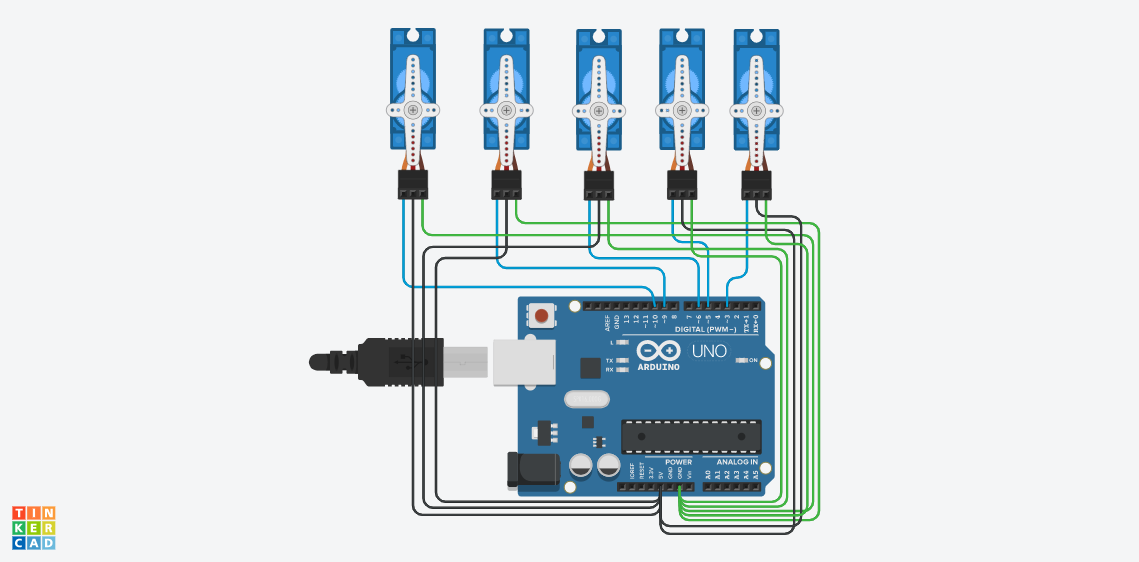 AREF
GND
13
12
~11
~10
~9
8
7
~6
~5
4
~3
2
TX→1
RX←0
DIGITAL (PWM~)
L
TX
RX
ARDUINO
UNO
ON
POWER
ANALOG IN
IOREF
RESET
3.3V
5V
GND
GND
Vin
A0
A1
A2
A3
A4
A5
TIN
KER
CAD